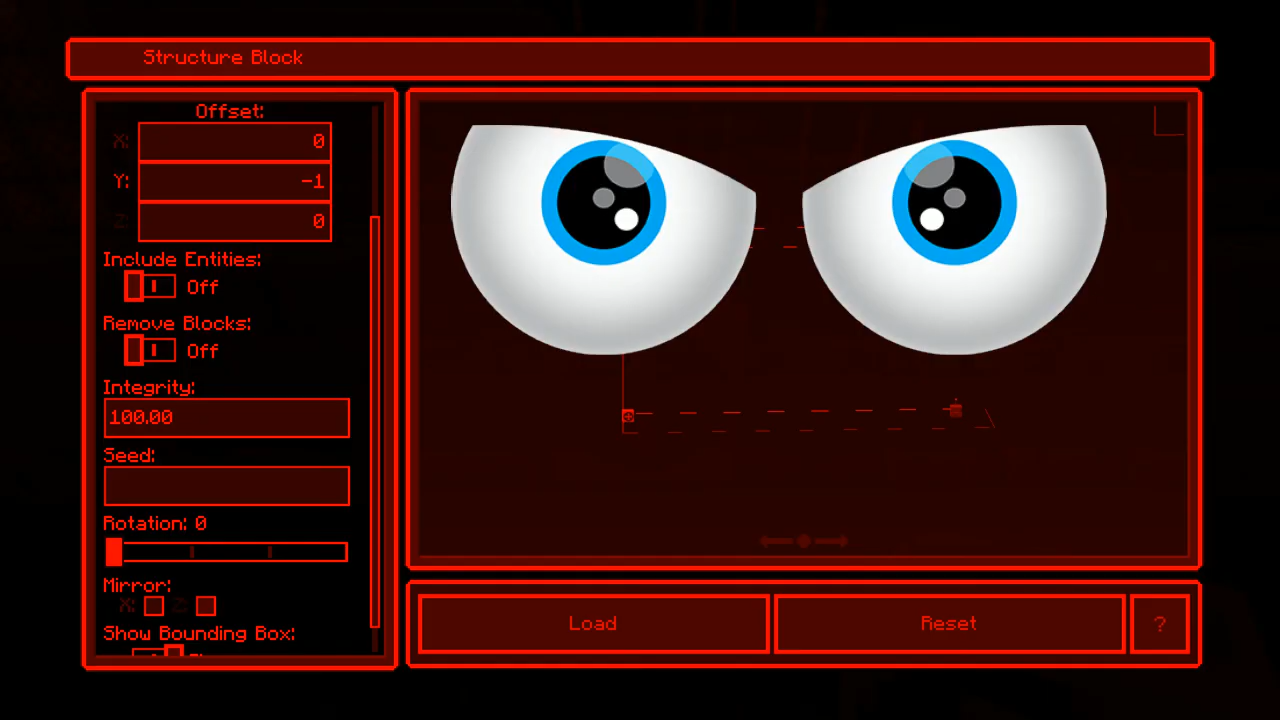 Structure Block
Offset:
X: 0
Y: -1
Z: 0
Include Entities:
Off
Remove Blocks:
Off
Integrity:
100.00
Seed:
Rotation: 0
Mirror:
X: Z:
Show Bounding Box:
Load
Reset
?